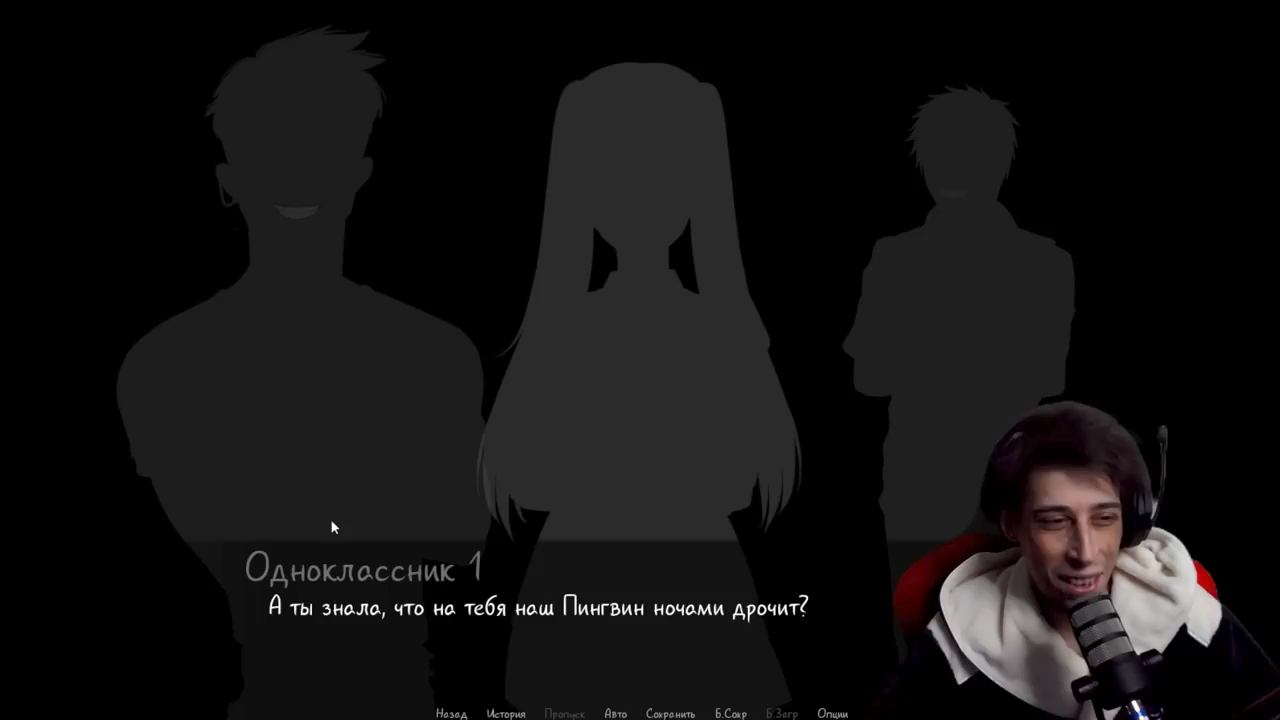 Одноклассник 1
А ты знала, что на тебя наш Пингвин ночами дрочит?
Назад История Пропуск Авто Сохранить Б.Сохр Б.Загр Опции